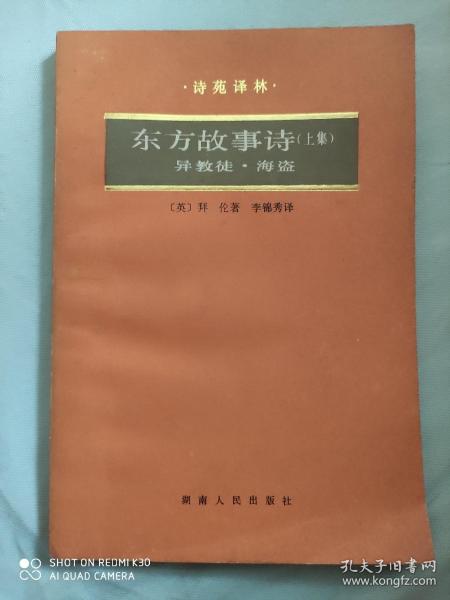 ·诗苑译林·
东方故事诗(上集)
异教徒·海盗
〔英〕拜 伦著 李锦秀译
湖南人民出版社
SHOT ON REDMI K30
AI QUAD CAMERA
孔夫子旧书网
www.kongfz.com